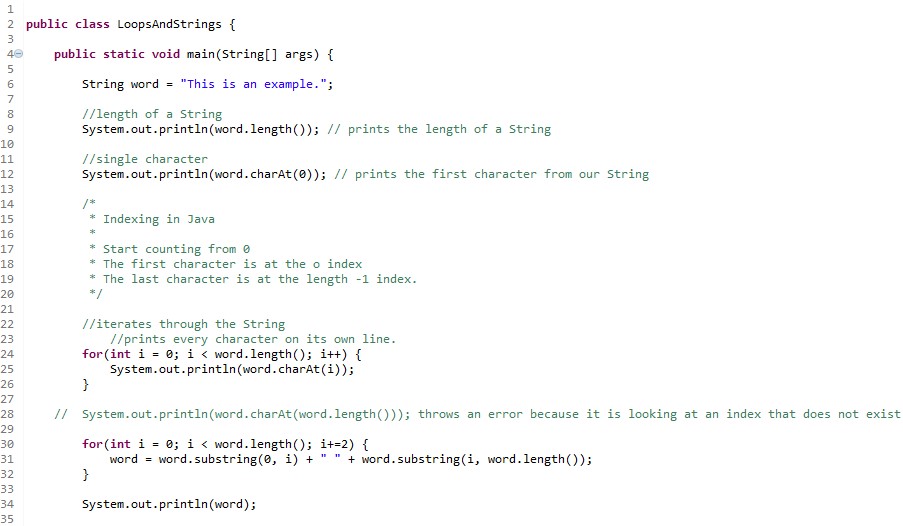 1
2 public class LoopsAndStrings {
3
4 public static void main(String[] args) {
5
6 String word = "This is an example.";
7
8 //length of a String
9 System.out.println(word.length()); // prints the length of a String
10
11 //single character
12 System.out.println(word.charAt(0)); // prints the first character from our String
13
14 /*
15 * Indexing in Java
16 *
17 * Start counting from 0
18 * The first character is at the o index
19 * The last character is at the length -1 index.
20 */
21
22 //iterates through the String
23 //prints every character on its own line.
24 for(int i = 0; i < word.length(); i++) {
25 System.out.println(word.charAt(i));
26 }
27
28 // System.out.println(word.charAt(word.length())); throws an error because it is looking at an index that does not exist
29
30 for(int i = 0; i < word.length(); i+=2) {
31 word = word.substring(0, i) + " " + word.substring(i, word.length());
32 }
33
34 System.out.println(word);
35